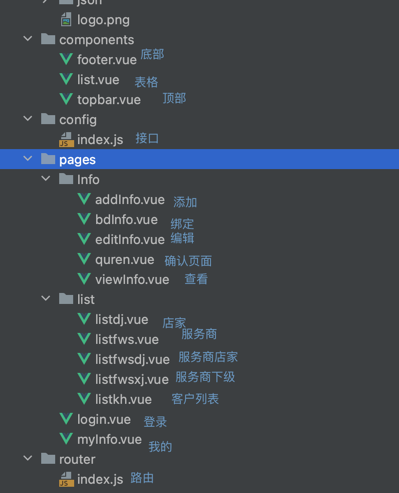 json
logo.png
components
footer.vue 底部
list.vue 表格
topbar.vue 顶部
config
index.js 接口
pages
Info
addInfo.vue 添加
bdInfo.vue 绑定
editInfo.vue 编辑
quren.vue 确认页面
viewInfo.vue 查看
list
listdj.vue 店家
listfws.vue 服务商
listfwsdj.vue 服务商店家
listfwsxj.vue 服务商下级
listkh.vue 客户列表
login.vue 登录
myInfo.vue 我的
router
index.js 路由